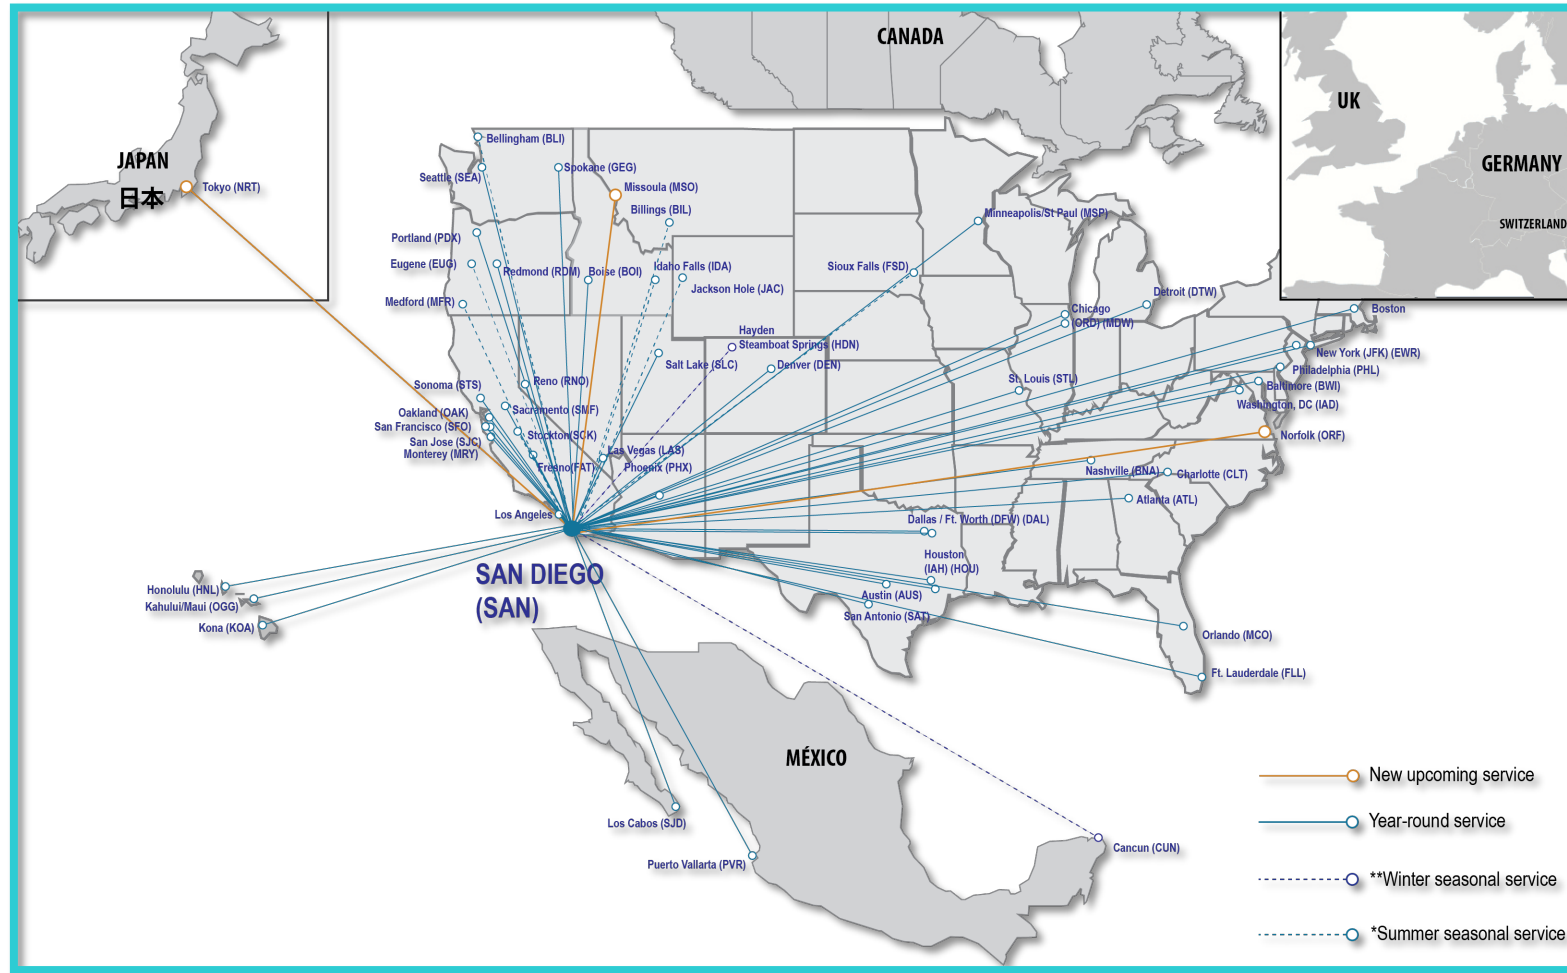 CANADA
UK
GERMANY
SWITZERLAND
JAPAN
日本
Tokyo (NRT)
Bellingham (BLI)
Seattle (SEA)
Spokane (GEG)
Missoula (MSO)
Billings (BIL)
Minneapolis/St Paul (MSP)
Portland (PDX)
Eugene (EUG)
Redmond (RDM)
Boise (BOI)
Idaho Falls (IDA)
Jackson Hole (JAC)
Sioux Falls (FSD)
Detroit (DTW)
Medford (MFR)
Chicago
(ORD) (MDW)
Boston
Hayden
Steamboat Springs (HDN)
Salt Lake (SLC)
Denver (DEN)
New York (JFK) (EWR)
Philadelphia (PHL)
Baltimore (BWI)
Washington, DC (IAD)
St. Louis (STL)
Sonoma (STS)
Reno (RNO)
Oakland (OAK)
Sacramento (SMF)
San Francisco (SFO)
Stockton(SCK)
San Jose (SJC)
Monterey (MRY)
Fresno(FAT)
Las Vegas (LAS)
Phoenix (PHX)
Norfolk (ORF)
Nashville (BNA)
Charlotte (CLT)
Atlanta (ATL)
Los Angeles
Dallas / Ft. Worth (DFW) (DAL)
Houston
(IAH) (HOU)
Austin (AUS)
San Antonio (SAT)
SAN DIEGO
(SAN)
Honolulu (HNL)
Kahului/Maui (OGG)
Kona (KOA)
Orlando (MCO)
Ft. Lauderdale (FLL)
MÉXICO
Los Cabos (SJD)
Puerto Vallarta (PVR)
Cancun (CUN)
New upcoming service
Year-round service
**Winter seasonal service
*Summer seasonal service